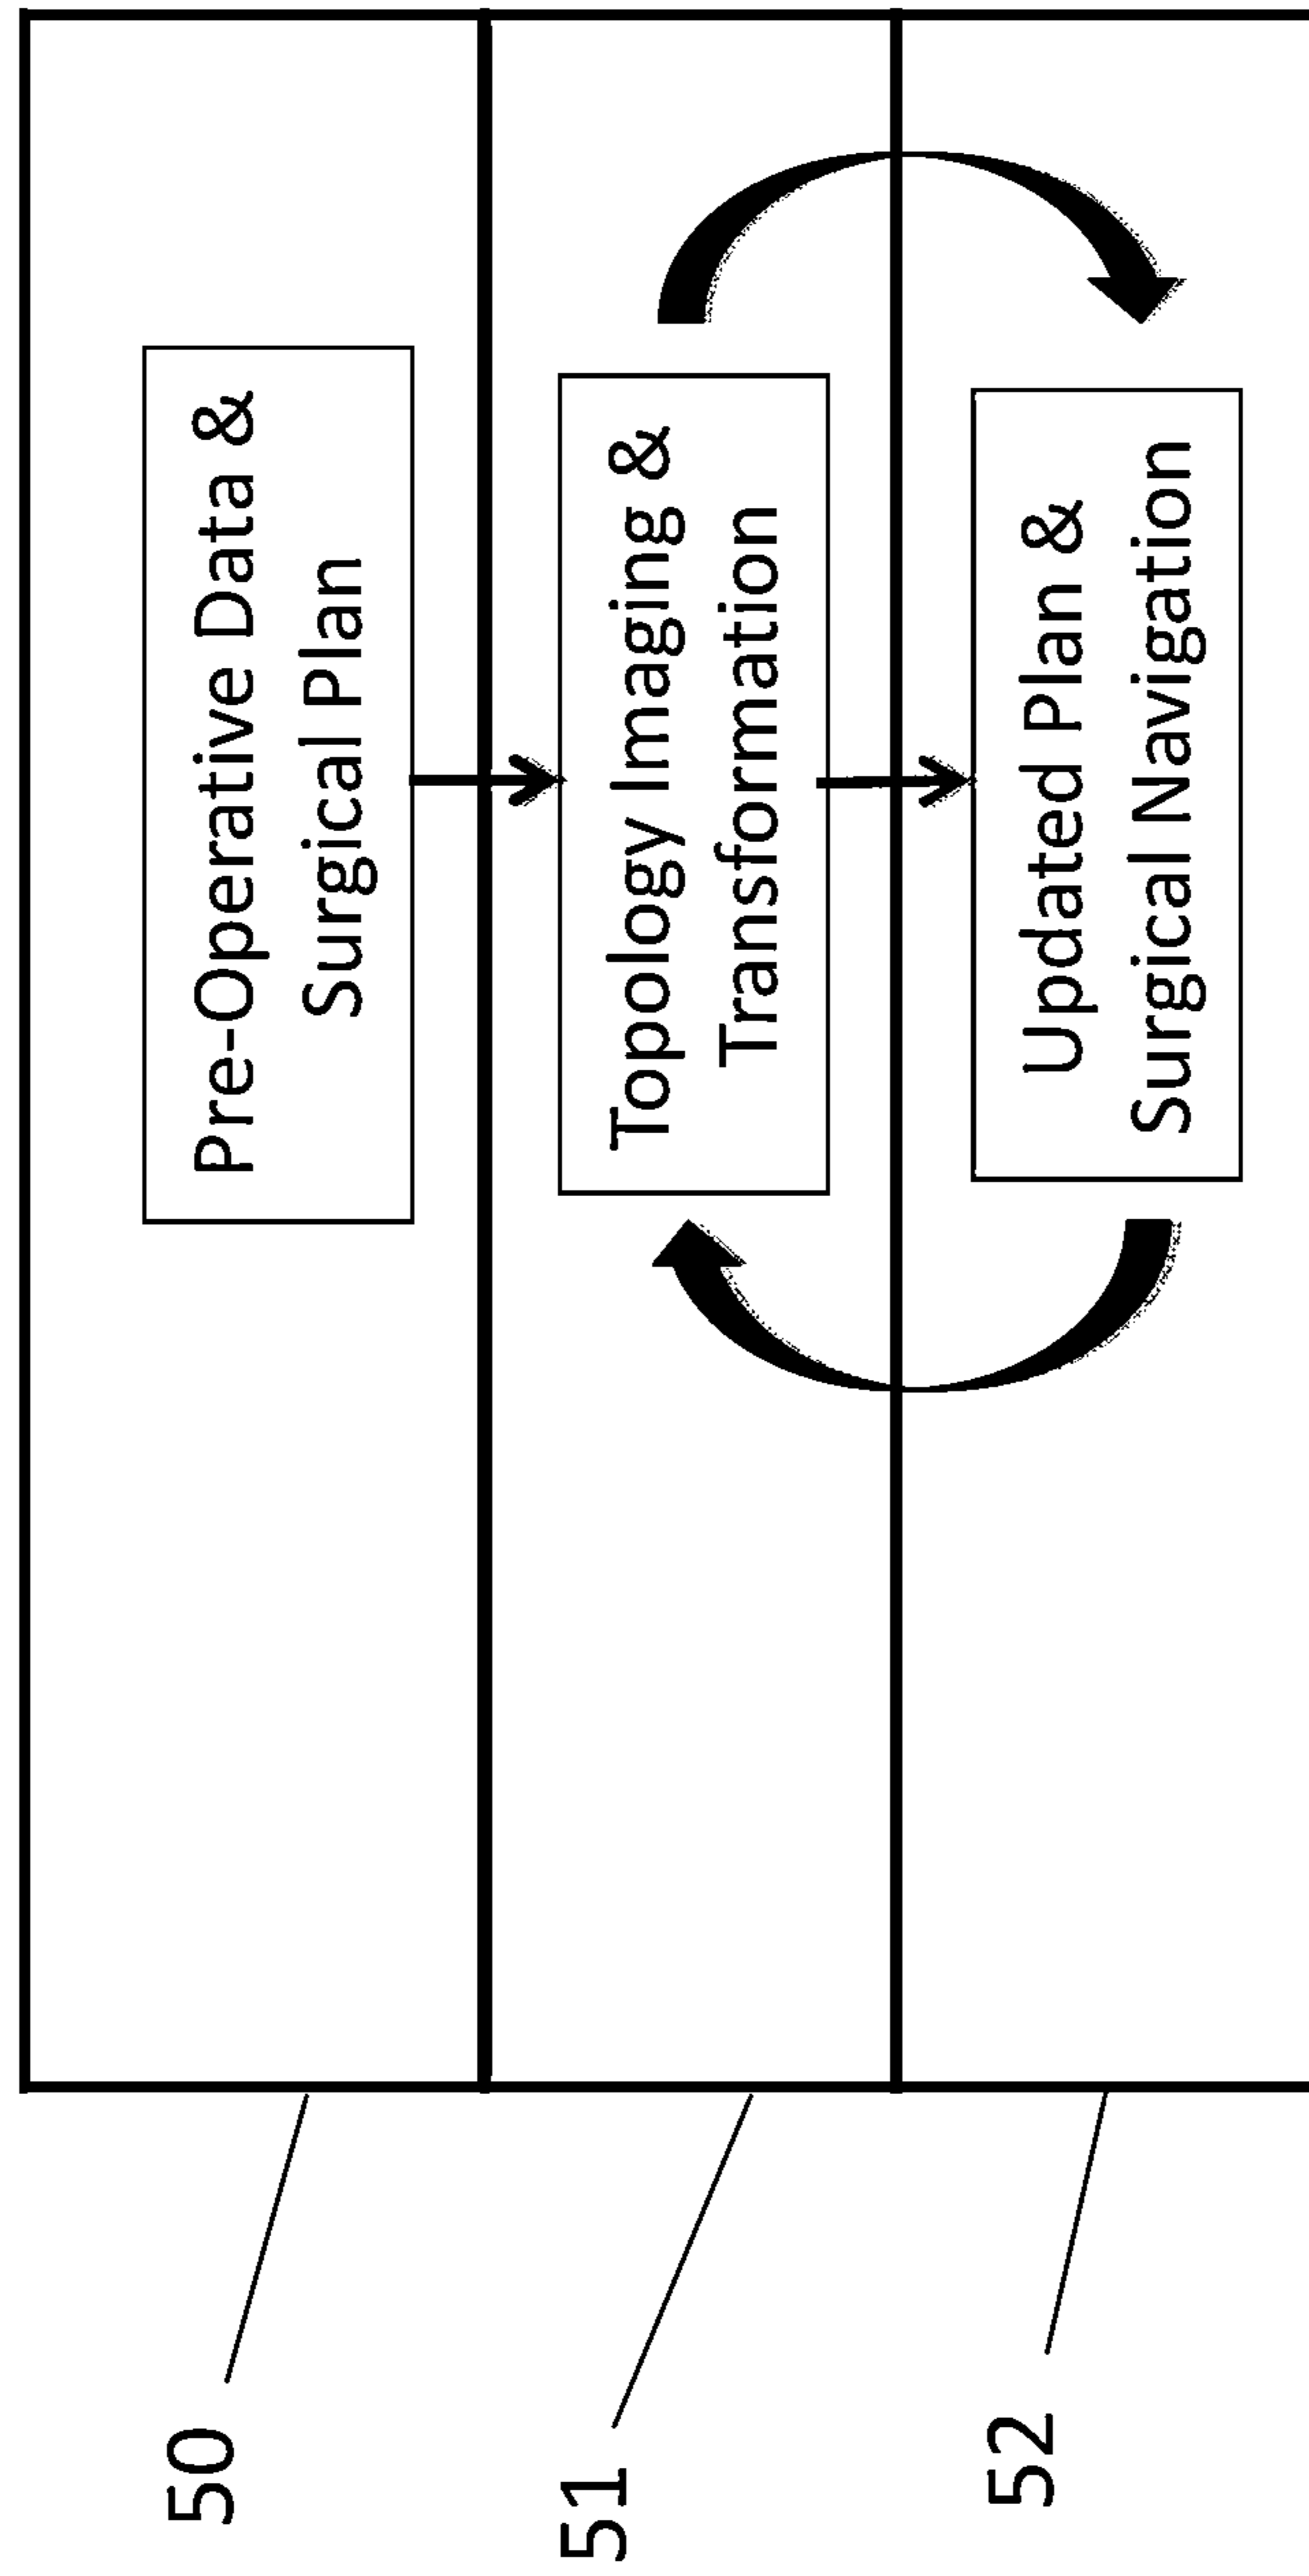 50
Pre-Operative Data &
Surgical Plan
51
Topology Imaging &
Transformation
52
Updated Plan &
Surgical Navigation